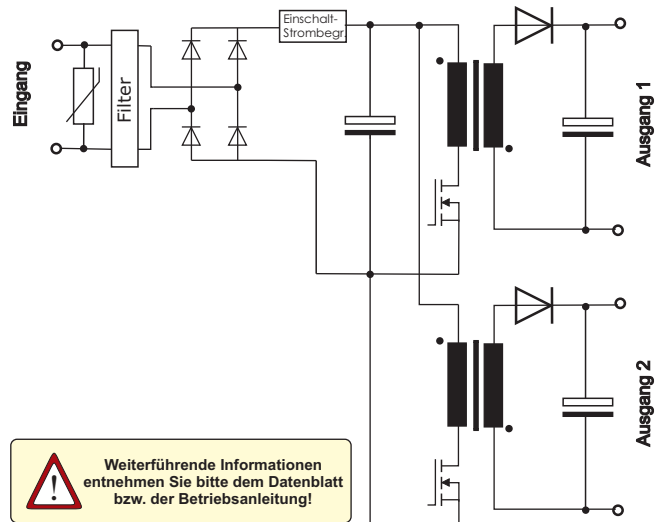 Einschalt-
Strombegr.
Eingang
Filter
Ausgang 1
Ausgang 2
Weiterführende Informationen
entnehmen Sie bitte dem Datenblatt
bzw. der Betriebsanleitung!